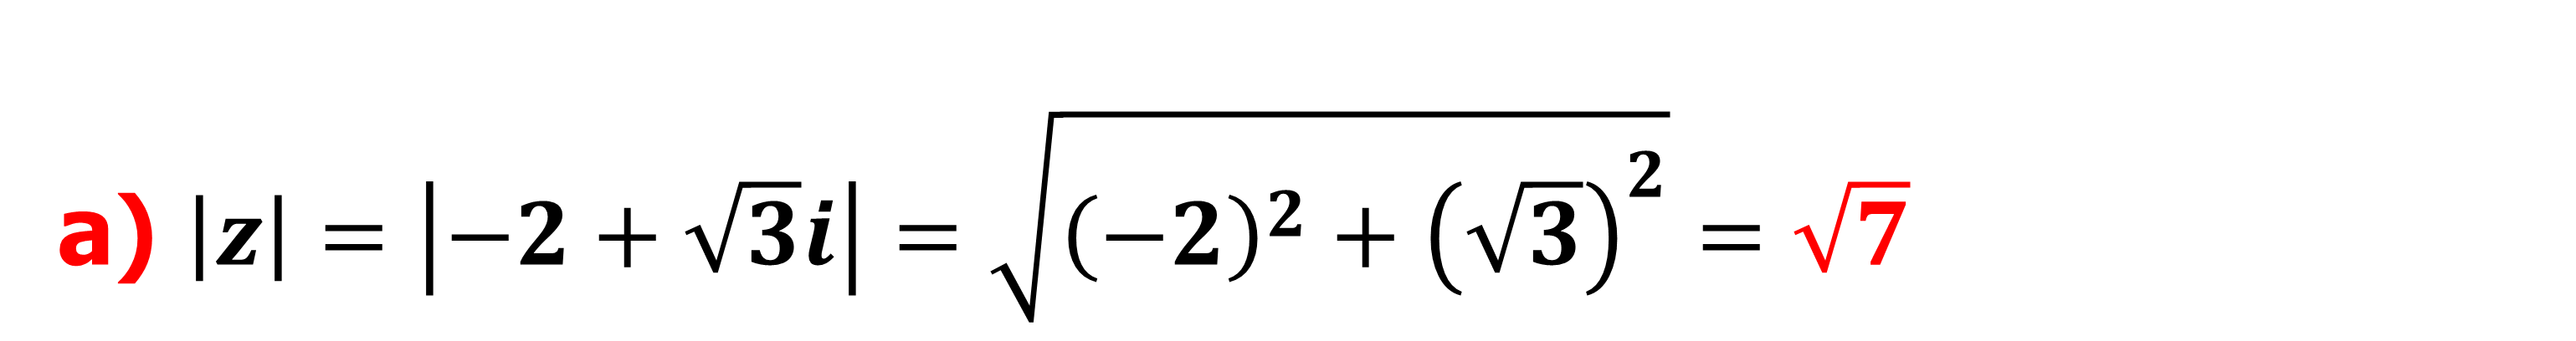 a) |z| = |−2 + √3i| = √((−2)² + (√3)²) = √7